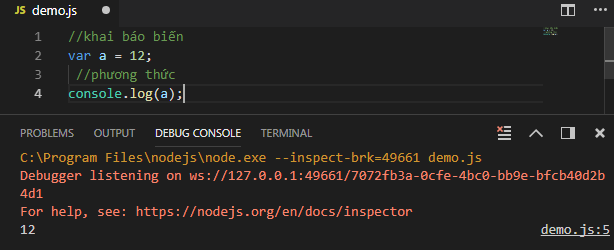 JS demo.js
1 //khai báo biến
2 var a = 12;
3 //phương thức
4 console.log(a);
PROBLEMS OUTPUT DEBUG CONSOLE TERMINAL
C:\Program Files\nodejs\node.exe --inspect-brk=49661 demo.js
Debugger listening on ws://127.0.0.1:49661/7072fb3a-0cfe-4bc0-bb9e-bfcb40d2b
4d1
For help, see: https://nodejs.org/en/docs/inspector
12 demo.js:5